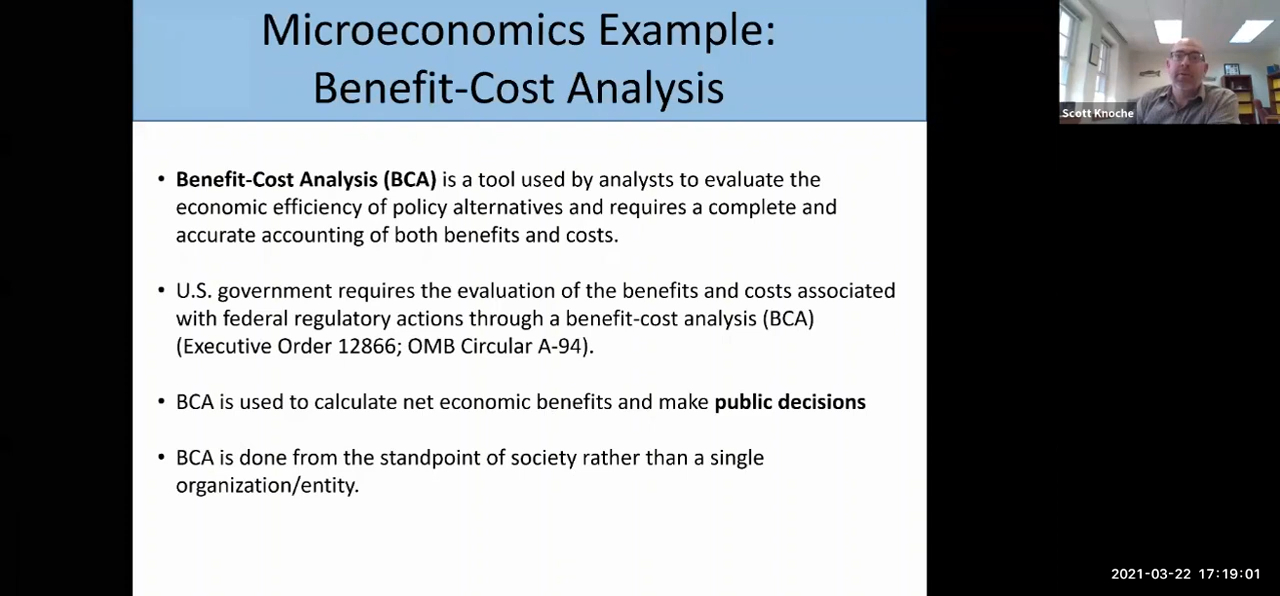 Microeconomics Example:
Benefit-Cost Analysis
Scott Knoche
• Benefit-Cost Analysis (BCA) is a tool used by analysts to evaluate the
economic efficiency of policy alternatives and requires a complete and
accurate accounting of both benefits and costs.
• U.S. government requires the evaluation of the benefits and costs associated
with federal regulatory actions through a benefit-cost analysis (BCA)
(Executive Order 12866; OMB Circular A-94).
• BCA is used to calculate net economic benefits and make public decisions
• BCA is done from the standpoint of society rather than a single
organization/entity.
2021-03-22 17:19:01